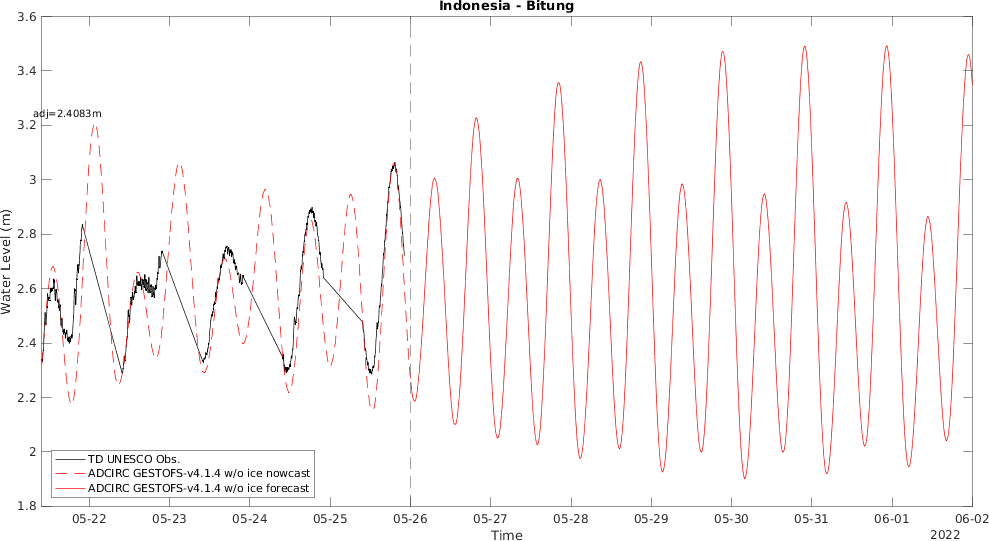 Indonesia - Bitung
3.6
3.4
3.2
3
2.8
2.6
2.4
2.2
2
1.8
Water Level (m)
adj=2.4083m
TD UNESCO Obs.
ADCIRC GESTOFS-v4.1.4 w/o ice nowcast
ADCIRC GESTOFS-v4.1.4 w/o ice forecast
05-22 05-23 05-24 05-25 05-26 05-27 05-28 05-29 05-30 05-31 06-01 06-02
Time
2022